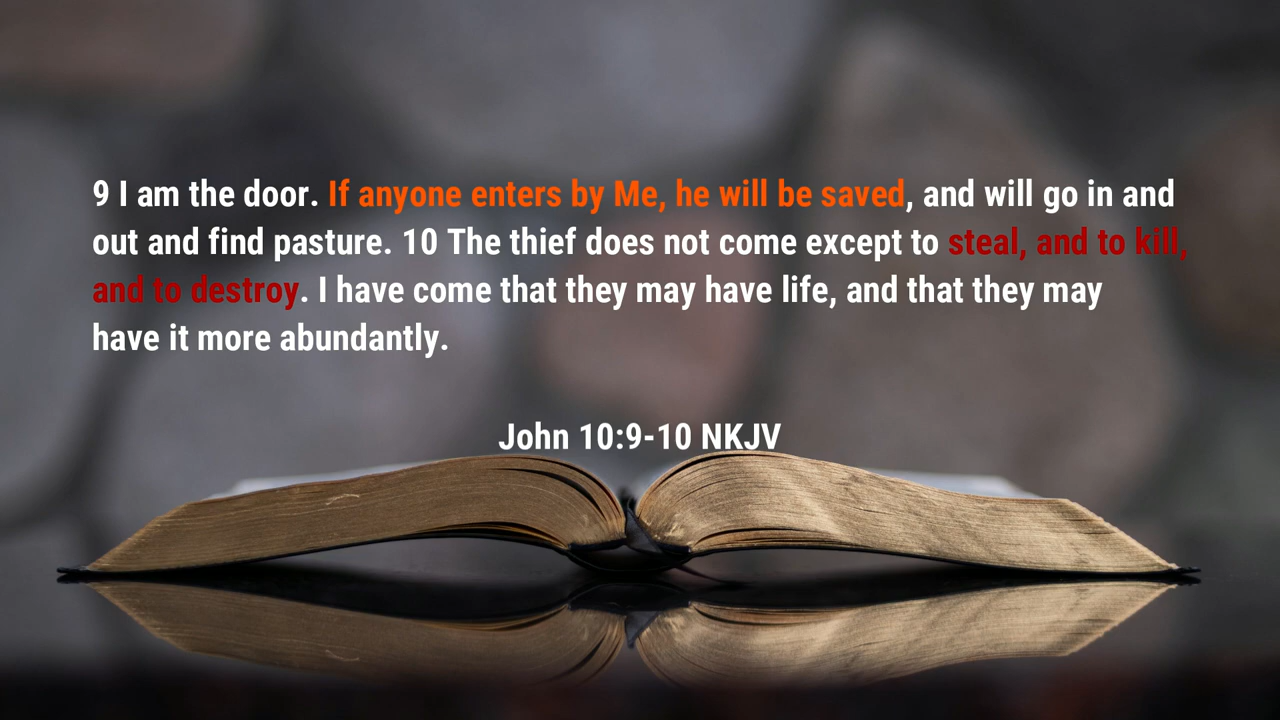 9 I am the door. If anyone enters by Me, he will be saved, and will go in and
out and find pasture. 10 The thief does not come except to steal, and to kill,
and to destroy. I have come that they may have life, and that they may
have it more abundantly.
John 10:9-10 NKJV